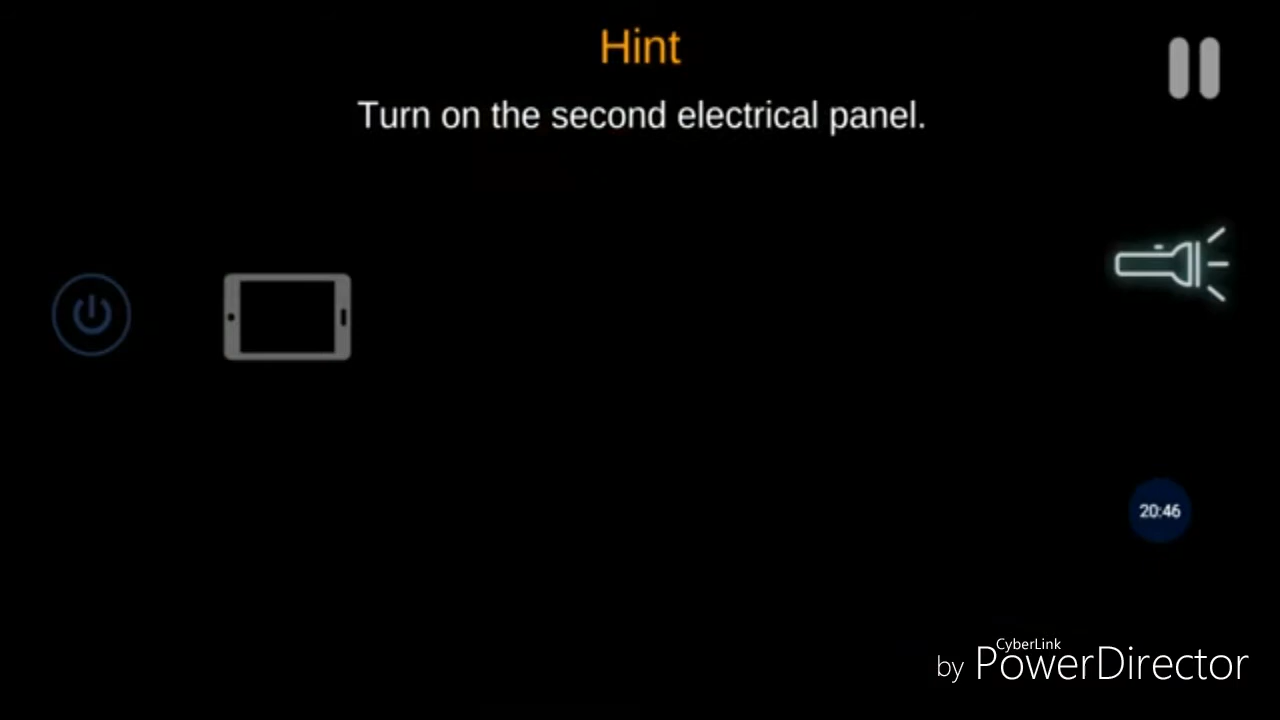 Hint
Turn on the second electrical panel.
20:46
CyberLink
by PowerDirector